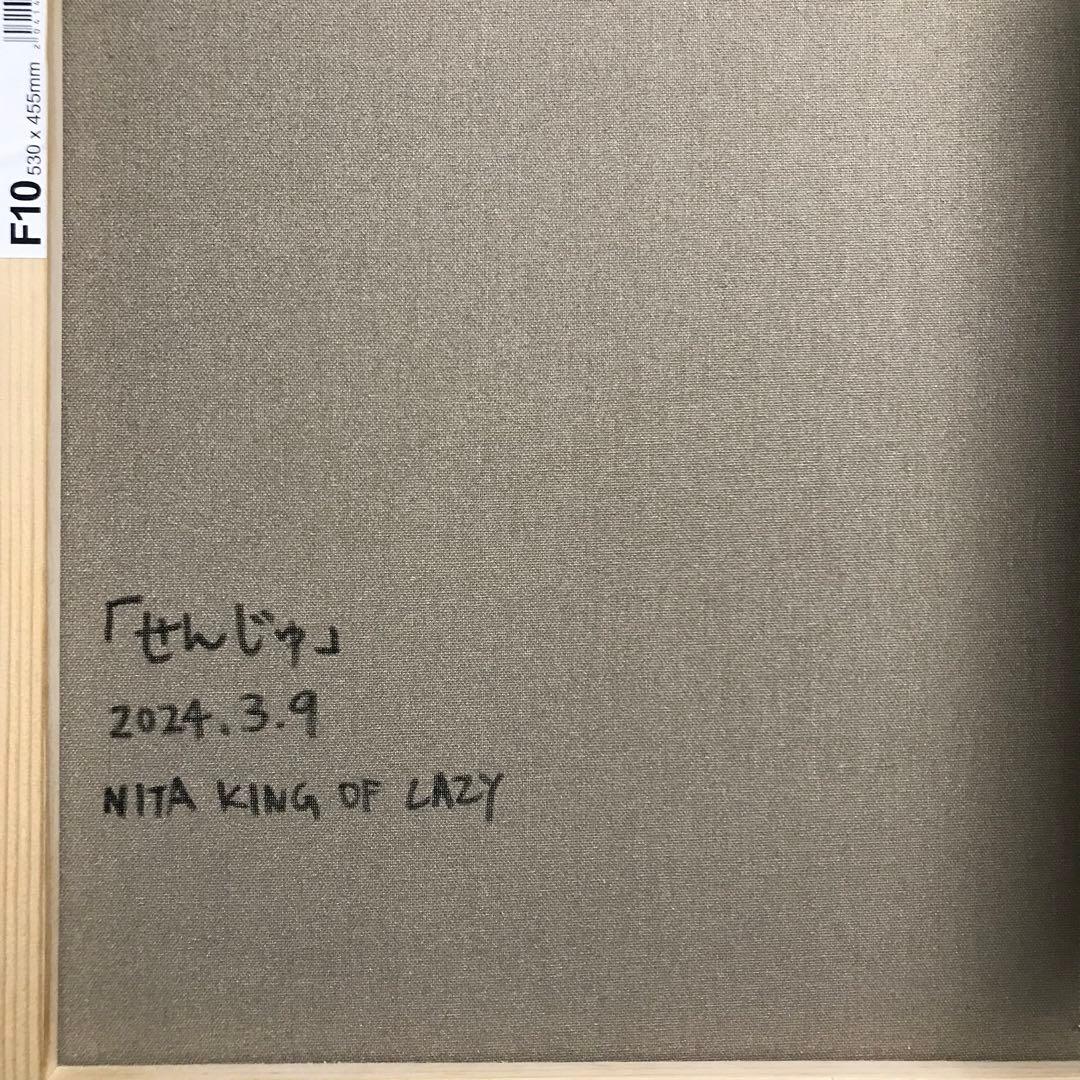 F10 530 x 455mm
「せんじゅ」
2024.3.9
NITA KING OF LAZY